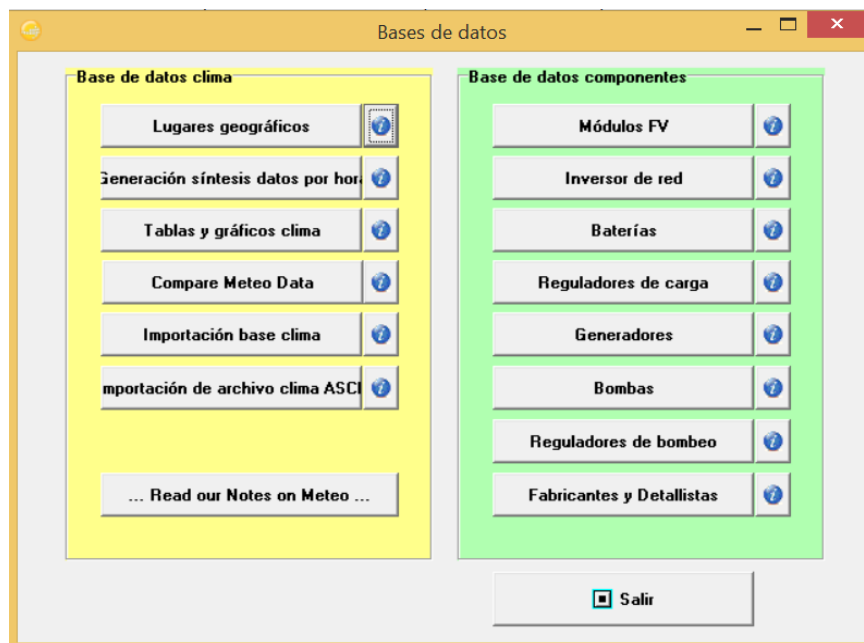 Bases de datos
Base de datos clima
Lugares geográficos
Generación síntesis datos por hora
Tablas y gráficos clima
Compare Meteo Data
Importación base clima
mportación de archivo clima ASCI
... Read our Notes on Meteo ...
Base de datos componentes
Módulos FV
Inversor de red
Baterías
Reguladores de carga
Generadores
Bombas
Reguladores de bombeo
Fabricantes y Detallistas
Salir